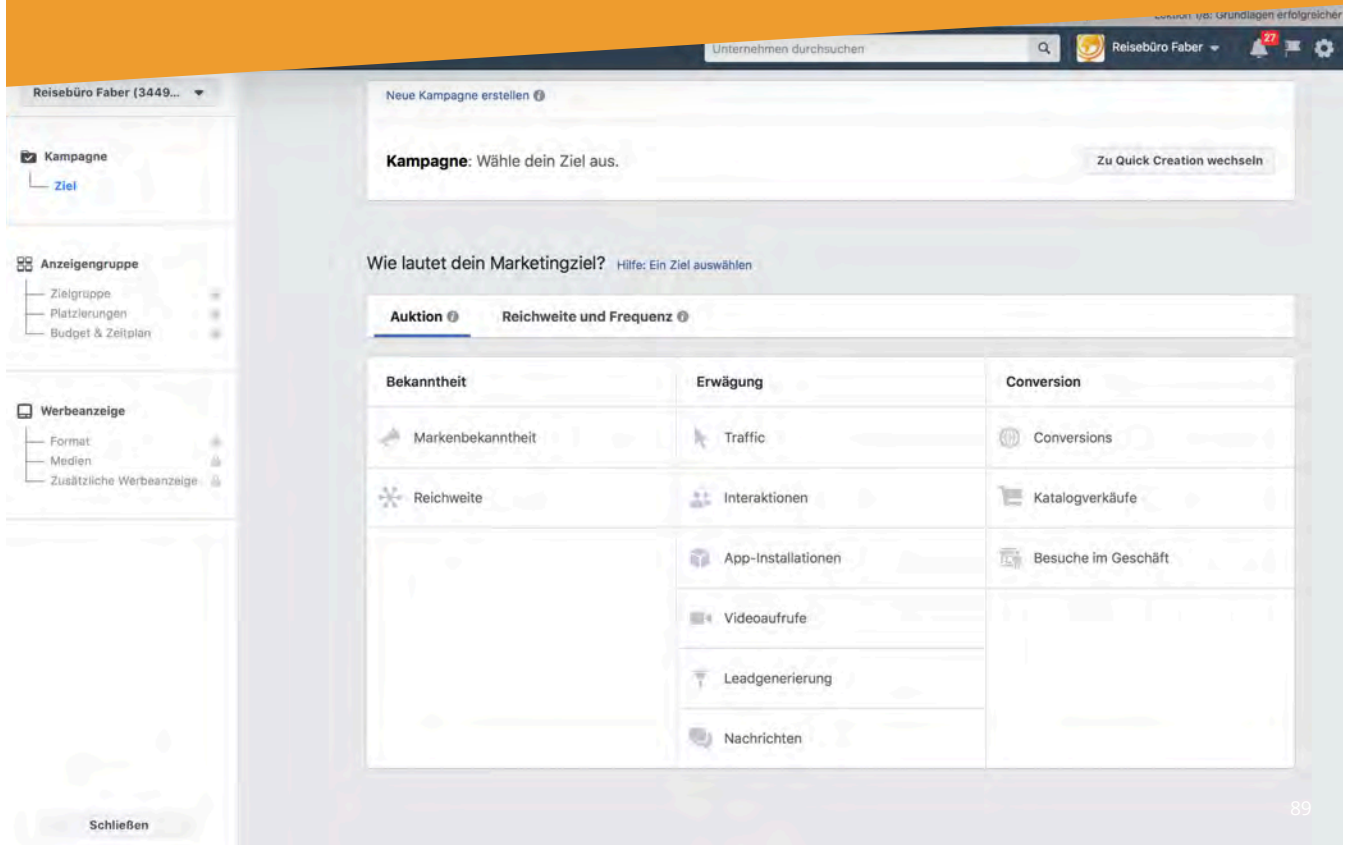 Lektion 1/8: Grundlagen erfolgreicher
Unternehmen durchsuchen
Reisebüro Faber
27
Reisebüro Faber (3449...
Neue Kampagne erstellen
Kampagne
Ziel
Kampagne: Wähle dein Ziel aus.
Zu Quick Creation wechseln
Anzeigengruppe
Zielgruppe
Platzierungen
Budget & Zeitplan
Wie lautet dein Marketingziel? Hilfe: Ein Ziel auswählen
Auktion
Reichweite und Frequenz
Werbeanzeige
Format
Medien
Zusätzliche Werbeanzeige
Bekanntheit
Erwägung
Conversion
Markenbekanntheit
Traffic
Conversions
Reichweite
Interaktionen
Katalogverkäufe
App-Installationen
Besuche im Geschäft
Videoaufrufe
Leadgenerierung
Nachrichten
Schließen
89